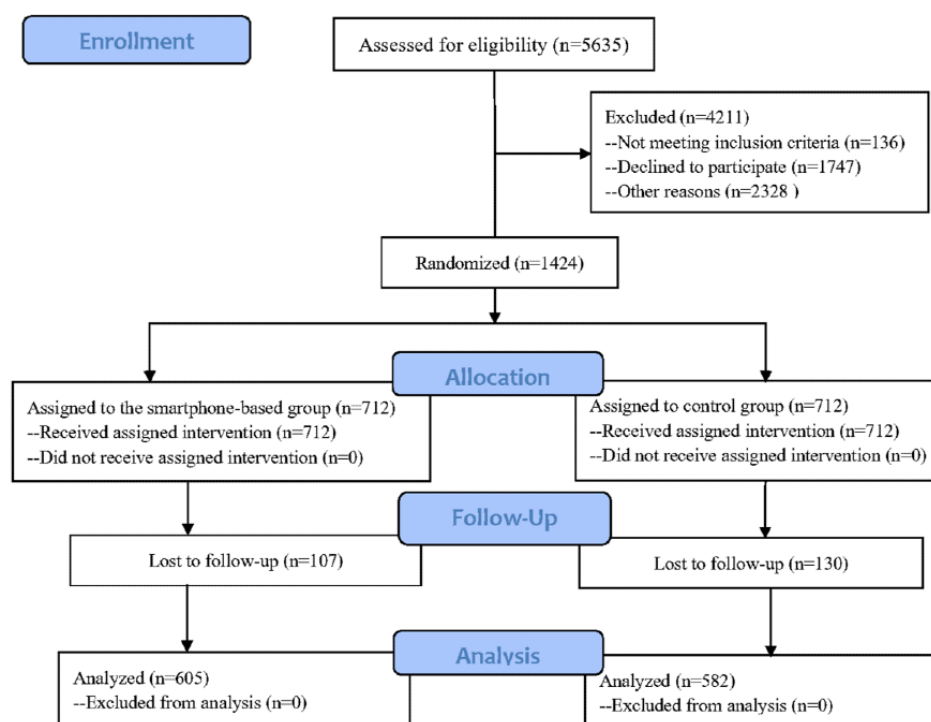 Enrollment
Assessed for eligibility (n=5635)
Excluded (n=4211)
--Not meeting inclusion criteria (n=136)
--Declined to participate (n=1747)
--Other reasons (n=2328 )
Randomized (n=1424)
Allocation
Assigned to the smartphone-based group (n=712)
--Received assigned intervention (n=712)
--Did not receive assigned intervention (n=0)
Assigned to control group (n=712)
--Received assigned intervention (n=712)
--Did not receive assigned intervention (n=0)
Follow-Up
Lost to follow-up (n=107)
Lost to follow-up (n=130)
Analysis
Analyzed (n=605)
--Excluded from analysis (n=0)
Analyzed (n=582)
--Excluded from analysis (n=0)